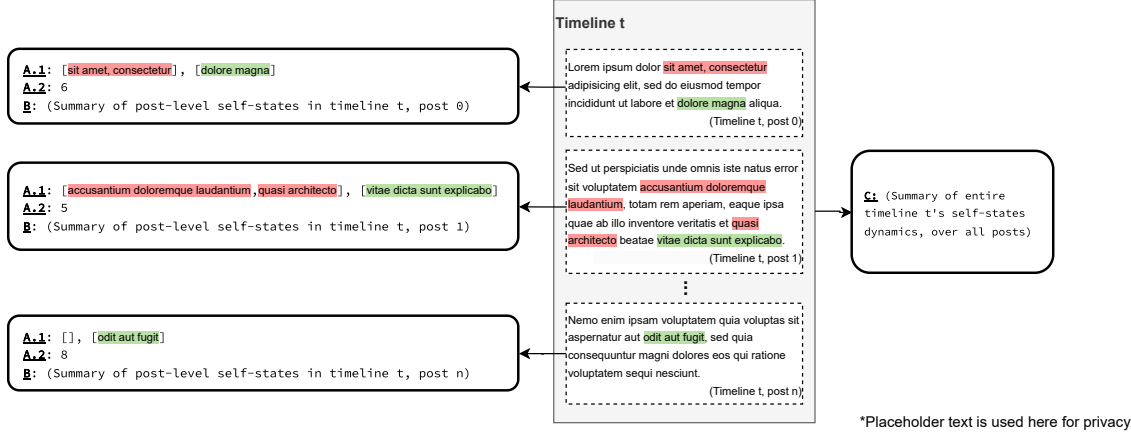 Timeline t
A.1: [sit amet, consectetur], [dolore magna]
A.2: 6
B: (Summary of post-level self-states in timeline t, post 0)
Lorem ipsum dolor sit amet, consectetur
adipisicing elit, sed do eiusmod tempor
incididunt ut labore et dolore magna aliqua.
(Timeline t, post 0)
A.1: [accusantium doloremque laudantium,quasi architecto], [vitae dicta sunt explicabo]
A.2: 5
B: (Summary of post-level self-states in timeline t, post 1)
Sed ut perspiciatis unde omnis iste natus error
sit voluptatem accusantium doloremque
laudantium, totam rem aperiam, eaque ipsa
quae ab illo inventore veritatis et quasi
architecto beatae vitae dicta sunt explicabo.
(Timeline t, post 1)
C: (Summary of entire
timeline t's self-states
dynamics, over all posts)
A.1: [], [odit aut fugit]
A.2: 8
B: (Summary of post-level self-states in timeline t, post n)
Nemo enim ipsam voluptatem quia voluptas sit
aspernatur aut odit aut fugit, sed quia
consequuntur magni dolores eos qui ratione
voluptatem sequi nesciunt.
(Timeline t, post n)
*Placeholder text is used here for privacy